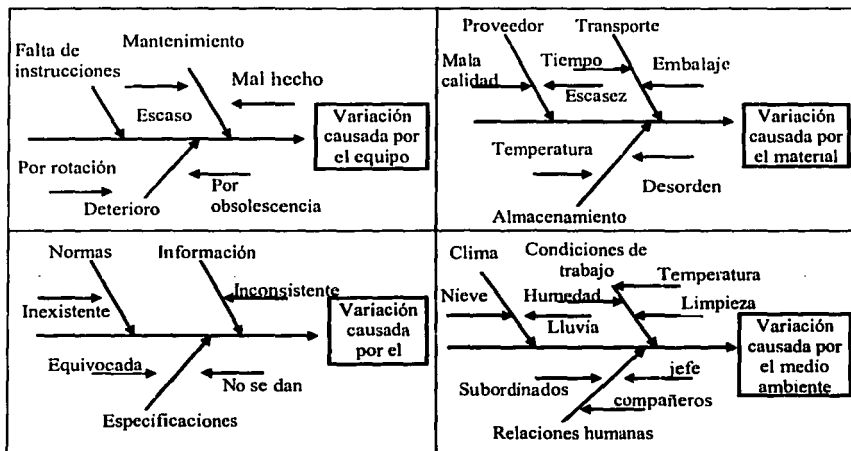 Mantenimiento
Falta de
instrucciones
Mal hecho
Escaso
Variación
causada por
el equipo
Por rotación
Por
obsolescencia
Deterioro
Proveedor
Transporte
Mala
calidad
Tiempo
Embalaje
Escasez
Variación
causada por
el material
Temperatura
Desorden
Almacenamiento
Normas
Información
Inconsistente
Inexistente
Variación
causada
por el
Equivocada
No se dan
Especificaciones
Clima
Condiciones de
trabajo
Temperatura
Nieve
Humedad
Limpieza
Lluvia
Variación
causada por
el medio
ambiente
Subordinados
jefe
compañeros
Relaciones humanas